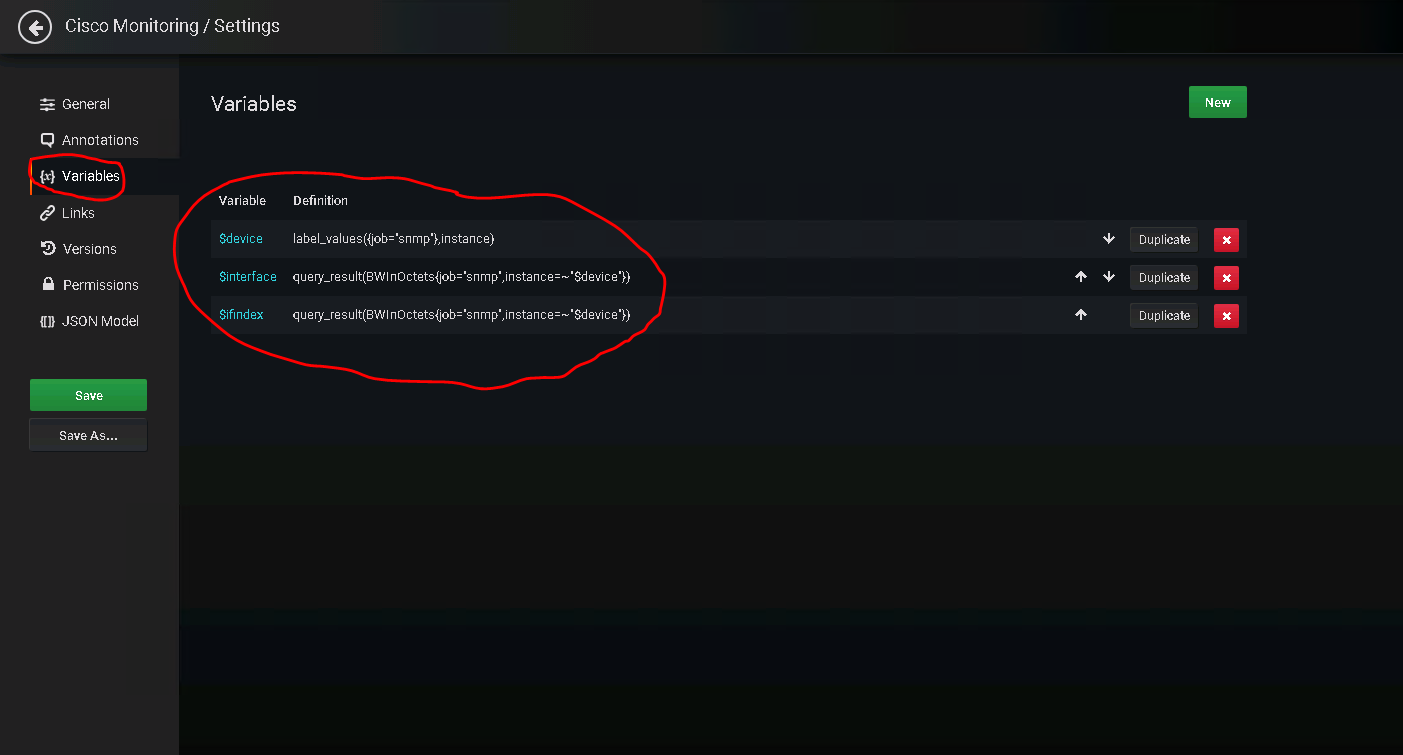 Cisco Monitoring / Settings
General
Annotations
Variables
Links
Versions
Permissions
JSON Model
Save
Save As...
Variables
New
Variable Definition
$device label_values({job="snmp"},instance) Duplicate
$interface query_result(BWInOctets{job="snmp",instance=~"$device"}) Duplicate
$ifindex query_result(BWInOctets{job="snmp",instance=~"$device"}) Duplicate